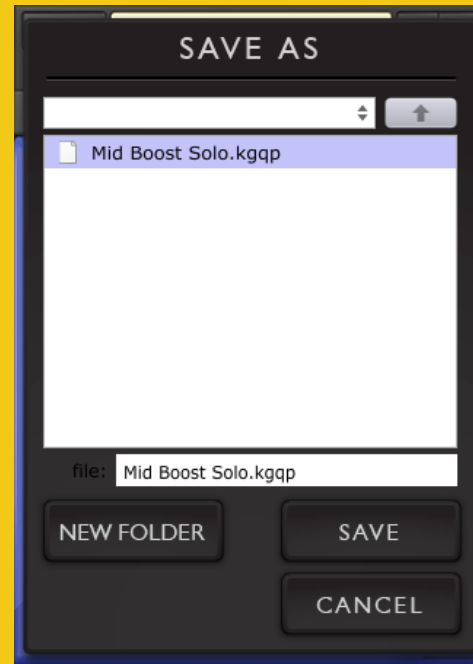 SAVE AS
Mid Boost Solo.kgqp
file: Mid Boost Solo.kgqp
NEW FOLDER SAVE
CANCEL